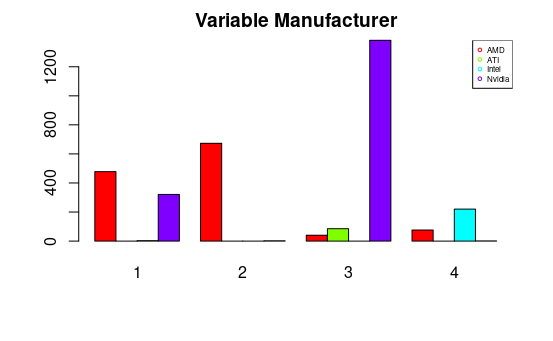 Variable Manufacturer
AMD
ATI
Intel
Nvidia
1200
800
400
0
1 2 3 4